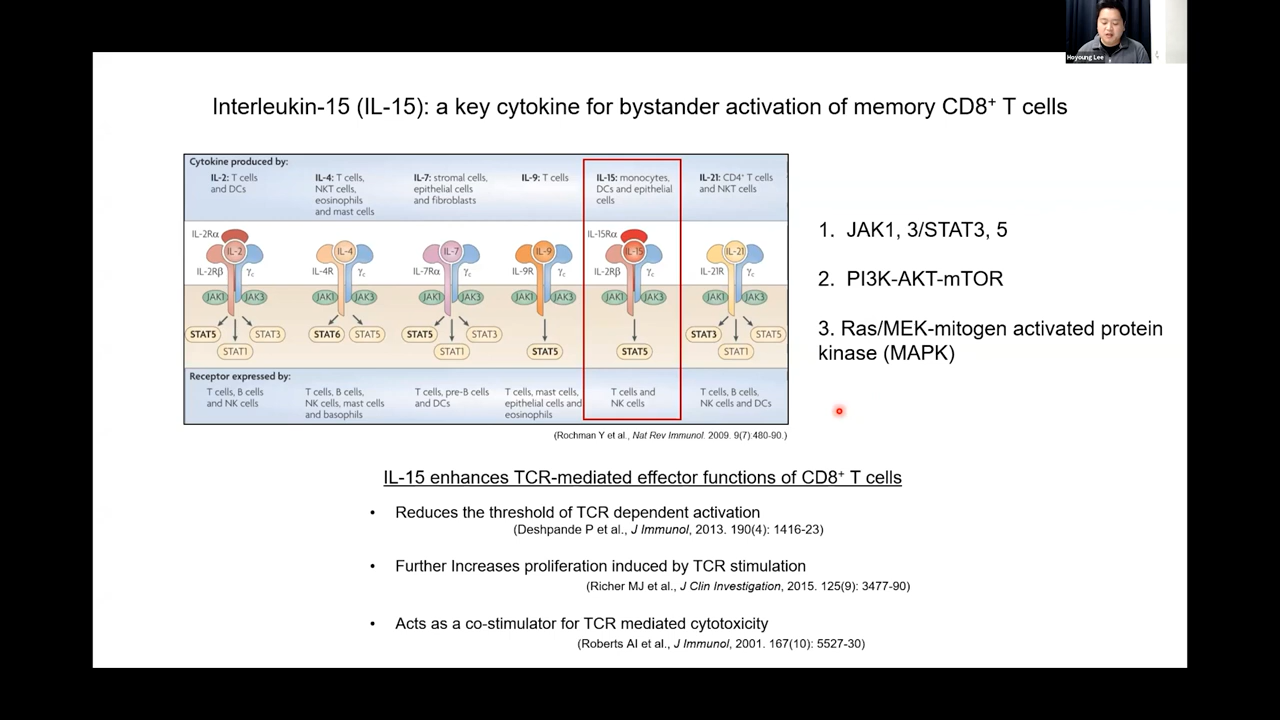 Hoyoung Lee
Interleukin-15 (IL-15): a key cytokine for bystander activation of memory CD8⁺ T cells
Cytokine produced by:
IL-2: T cells
and DCs
IL-4: T cells,
NKT cells,
eosinophils
and mast cells
IL-7: stromal cells,
epithelial cells
and fibroblasts
IL-9: T cells
IL-15: monocytes,
DCs and epithelial
cells
IL-21: CD4⁺ T cells
and NKT cells
IL-2Rα
IL-2
IL-2Rβ
γc
IL-4
IL-4R
γc
IL-7
IL-7Rα
γc
IL-9
IL-9R
γc
IL-15Rα
IL-15
IL-2Rβ
γc
IL-21
IL-21R
γc
JAK1 JAK3
JAK1 JAK3
JAK1 JAK3
JAK1 JAK3
JAK1 JAK3
JAK1 JAK3
STAT5 STAT3
STAT1
STAT6 STAT5
STAT5 STAT3
STAT1
STAT5
STAT5
STAT3 STAT5
STAT1
Receptor expressed by:
T cells, B cells
and NK cells
T cells, B cells,
NK cells, mast cells
and basophils
T cells, pre-B cells
and DCs
T cells, mast cells,
epithelial cells and
eosinophils
T cells and
NK cells
T cells, B cells,
NK cells and DCs
(Rochman Y et al., Nat Rev Immunol. 2009. 9(7):480-90.)
1. JAK1, 3/STAT3, 5
2. PI3K-AKT-mTOR
3. Ras/MEK-mitogen activated protein
kinase (MAPK)
IL-15 enhances TCR-mediated effector functions of CD8⁺ T cells
• Reduces the threshold of TCR dependent activation
(Deshpande P et al., J Immunol, 2013. 190(4): 1416-23)
• Further Increases proliferation induced by TCR stimulation
(Richer MJ et al., J Clin Investigation, 2015. 125(9): 3477-90)
• Acts as a co-stimulator for TCR mediated cytotoxicity
(Roberts AI et al., J Immunol, 2001. 167(10): 5527-30)